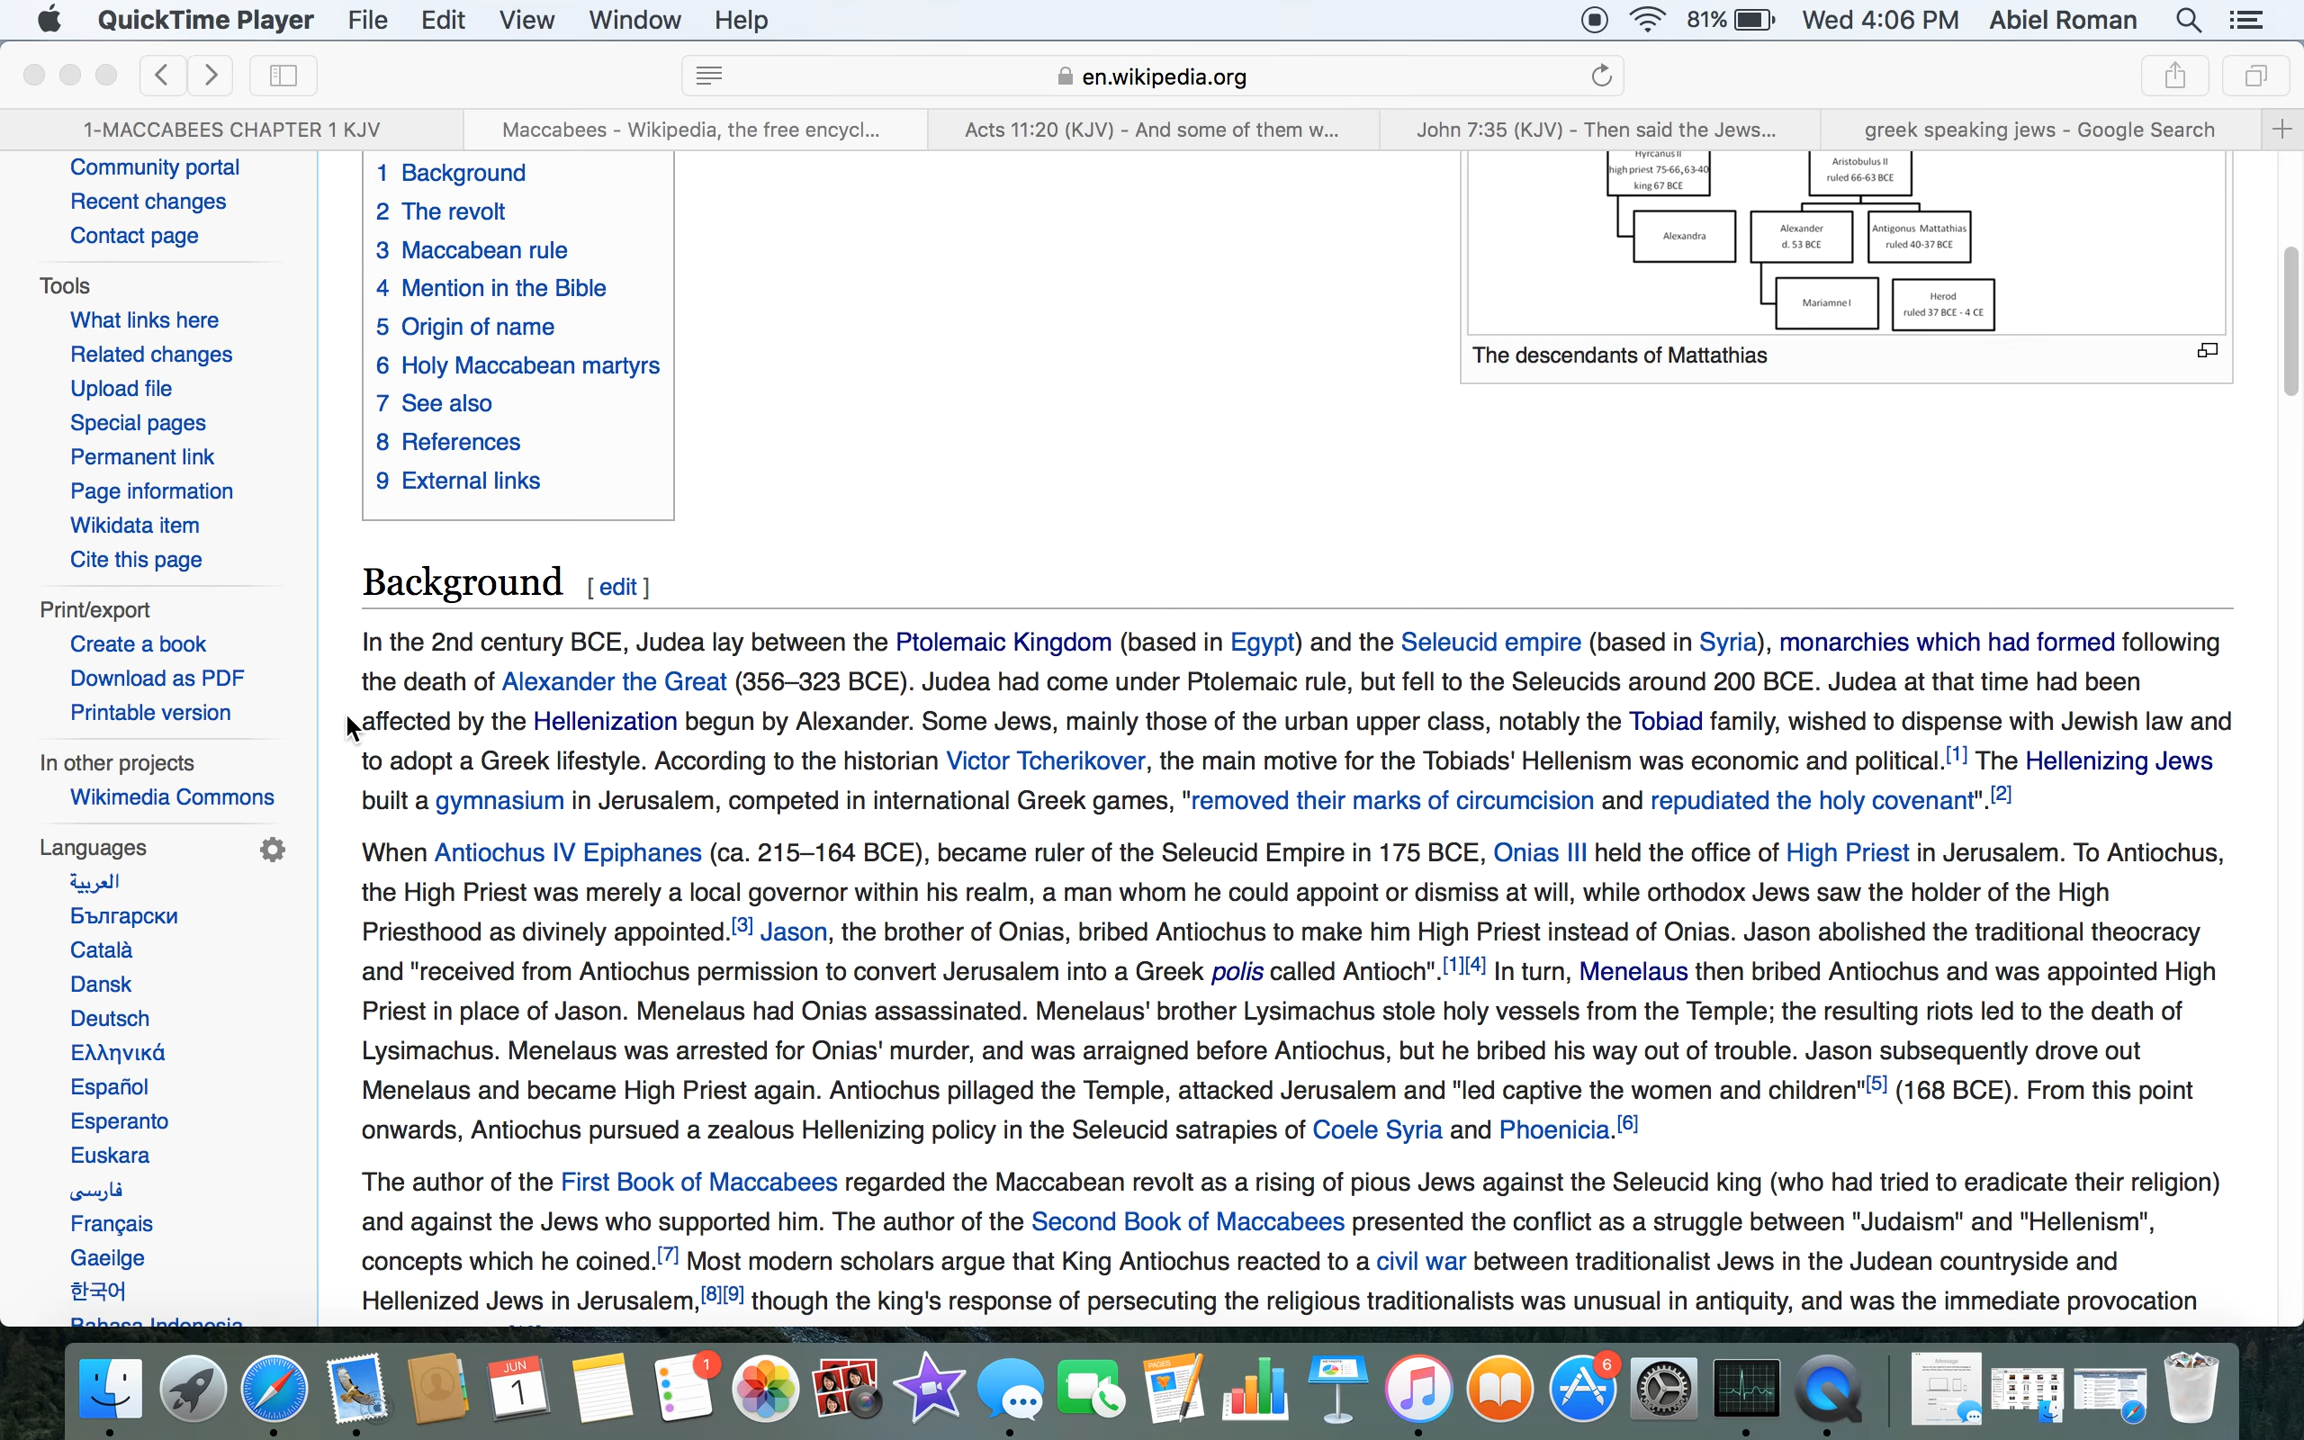 QuickTime Player File Edit View Window Help 81% Wed 4:06 PM Abiel Roman
en.wikipedia.org
1-MACCABEES CHAPTER 1 KJV
Maccabees - Wikipedia, the free encycl...
Acts 11:20 (KJV) - And some of them w...
John 7:35 (KJV) - Then said the Jews...
greek speaking jews - Google Search
Community portal
Recent changes
Contact page
Tools
What links here
Related changes
Upload file
Special pages
Permanent link
Page information
Wikidata item
Cite this page
Print/export
Create a book
Download as PDF
Printable version
In other projects
Wikimedia Commons
Languages
العربية
Български
Català
Dansk
Deutsch
Ελληνικά
Español
Esperanto
Euskara
فارسی
Français
Gaeilge
한국어
Bahasa Indonesia
1 Background
2 The revolt
3 Maccabean rule
4 Mention in the Bible
5 Origin of name
6 Holy Maccabean martyrs
7 See also
8 References
9 External links
Hyrcanus II
high priest 75-66, 63-40
king 67 BCE
Aristobulus II
ruled 66-63 BCE
Alexandra
Alexander
d. 53 BCE
Antigonus Mattathias
ruled 40-37 BCE
Mariamne I
Herod
ruled 37 BCE - 4 CE
The descendants of Mattathias
Background [ edit ]
In the 2nd century BCE, Judea lay between the Ptolemaic Kingdom (based in Egypt) and the Seleucid empire (based in Syria), monarchies which had formed following
the death of Alexander the Great (356–323 BCE). Judea had come under Ptolemaic rule, but fell to the Seleucids around 200 BCE. Judea at that time had been
affected by the Hellenization begun by Alexander. Some Jews, mainly those of the urban upper class, notably the Tobiad family, wished to dispense with Jewish law and
to adopt a Greek lifestyle. According to the historian Victor Tcherikover, the main motive for the Tobiads' Hellenism was economic and political.[1] The Hellenizing Jews
built a gymnasium in Jerusalem, competed in international Greek games, "removed their marks of circumcision and repudiated the holy covenant".[2]
When Antiochus IV Epiphanes (ca. 215–164 BCE), became ruler of the Seleucid Empire in 175 BCE, Onias III held the office of High Priest in Jerusalem. To Antiochus,
the High Priest was merely a local governor within his realm, a man whom he could appoint or dismiss at will, while orthodox Jews saw the holder of the High
Priesthood as divinely appointed.[3] Jason, the brother of Onias, bribed Antiochus to make him High Priest instead of Onias. Jason abolished the traditional theocracy
and "received from Antiochus permission to convert Jerusalem into a Greek polis called Antioch".[1][4] In turn, Menelaus then bribed Antiochus and was appointed High
Priest in place of Jason. Menelaus had Onias assassinated. Menelaus' brother Lysimachus stole holy vessels from the Temple; the resulting riots led to the death of
Lysimachus. Menelaus was arrested for Onias' murder, and was arraigned before Antiochus, but he bribed his way out of trouble. Jason subsequently drove out
Menelaus and became High Priest again. Antiochus pillaged the Temple, attacked Jerusalem and "led captive the women and children"[5] (168 BCE). From this point
onwards, Antiochus pursued a zealous Hellenizing policy in the Seleucid satrapies of Coele Syria and Phoenicia.[6]
The author of the First Book of Maccabees regarded the Maccabean revolt as a rising of pious Jews against the Seleucid king (who had tried to eradicate their religion)
and against the Jews who supported him. The author of the Second Book of Maccabees presented the conflict as a struggle between "Judaism" and "Hellenism",
concepts which he coined.[7] Most modern scholars argue that King Antiochus reacted to a civil war between traditionalist Jews in the Judean countryside and
Hellenized Jews in Jerusalem,[8][9] though the king's response of persecuting the religious traditionalists was unusual in antiquity, and was the immediate provocation
JUN
1
1
PAGES
6